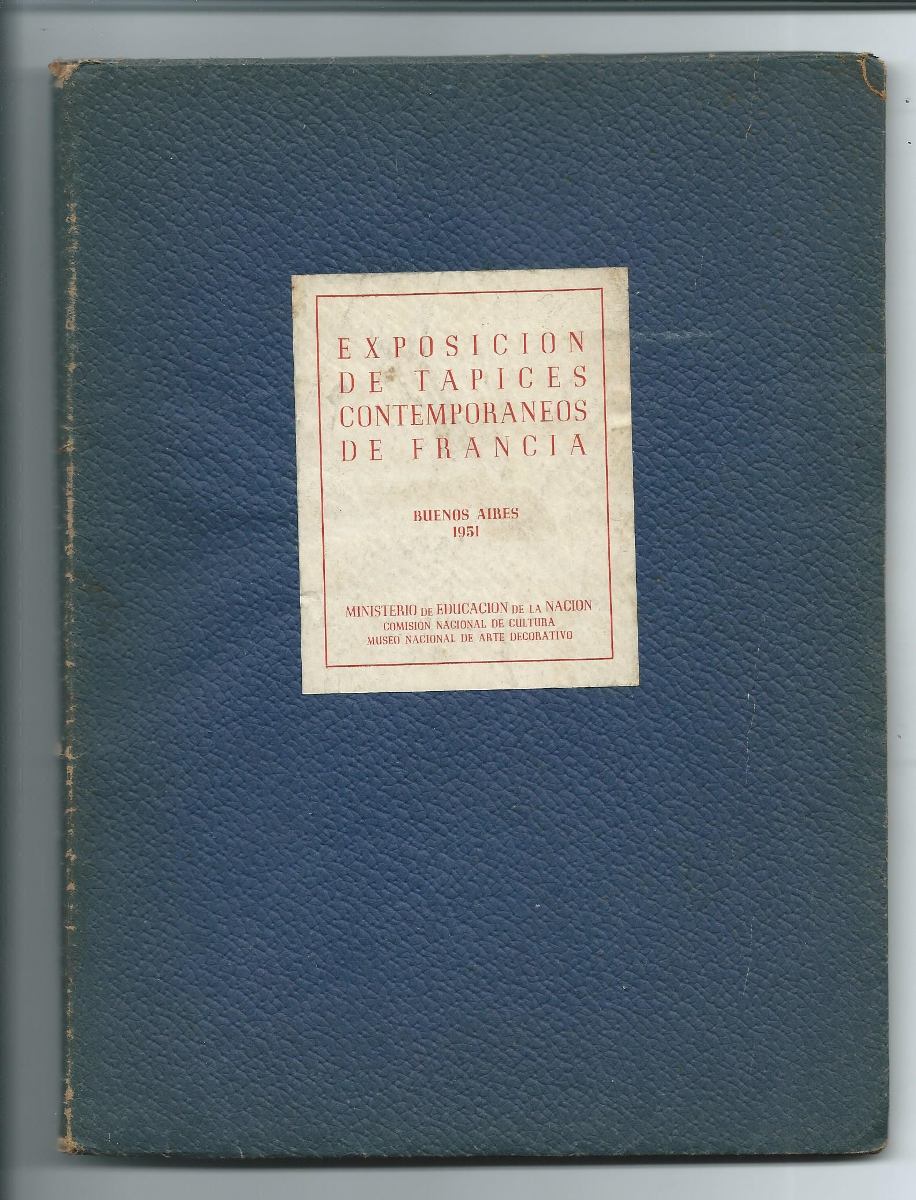 EXPOSICION
DE TAPICES
CONTEMPORANEOS
DE FRANCIA
BUENOS AIRES
1951
MINISTERIO DE EDUCACION DE LA NACION
COMISIÓN NACIONAL DE CULTURA
MUSEO NACIONAL DE ARTE DECORATIVO